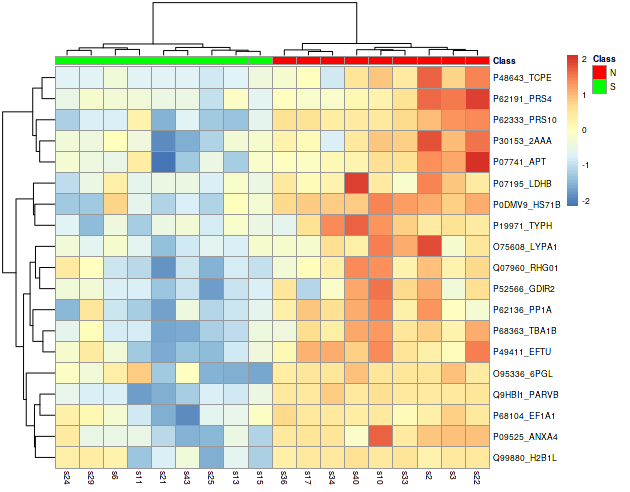 Class
P48643_TCPE
P62191_PRS4
P62333_PRS10
P30153_2AAA
P07741_APT
P07195_LDHB
P0DMV9_HS71B
P19971_TYPH
O75608_LYPA1
Q07960_RHG01
P52566_GDIR2
P62136_PP1A
P68363_TBA1B
P49411_EFTU
O95336_6PGL
Q9HBI1_PARVB
P68104_EF1A1
P09525_ANXA4
Q99880_H2B1L
s24 s29 s6 s11 s21 s43 s25 s13 s15 s36 s17 s34 s40 s10 s33 s2 s3 s22
2
1
0
-1
-2
Class
N
S